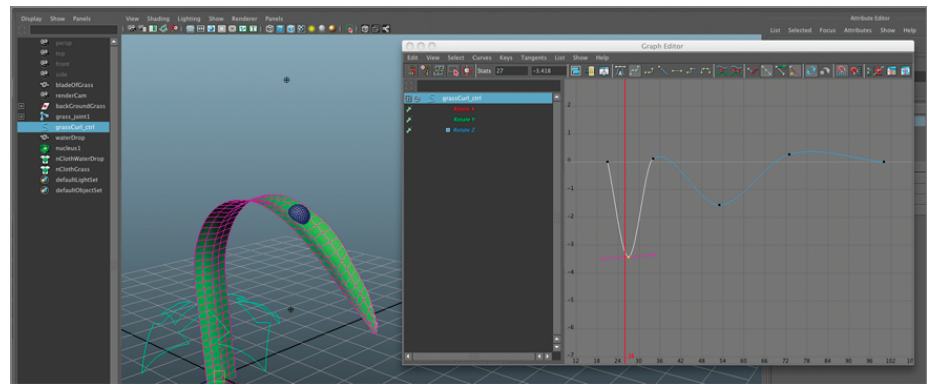 Display Show Panels
View Shading Lighting Show Renderer Panels
Attribute Editor
List Selected Focus Attributes Show Help
persp
top
front
side
bladeOfGrass
renderCam
backGroundGrass
grass_joint1
grassCurl_ctrl
waterDrop
nucleus1
nClothWaterDrop
nClothGrass
defaultLightSet
defaultObjectSet
Graph Editor
Edit View Select Curves Keys Tangents List Show Help
Stats 27 -3.418
grassCurl_ctrl
Rotate X
Rotate Y
Rotate Z
2
1
0
-1
-2
-3
-4
-5
-6
-7
12 18 24 30 36 42 48 54 60 66 72 78 84 90 96 102